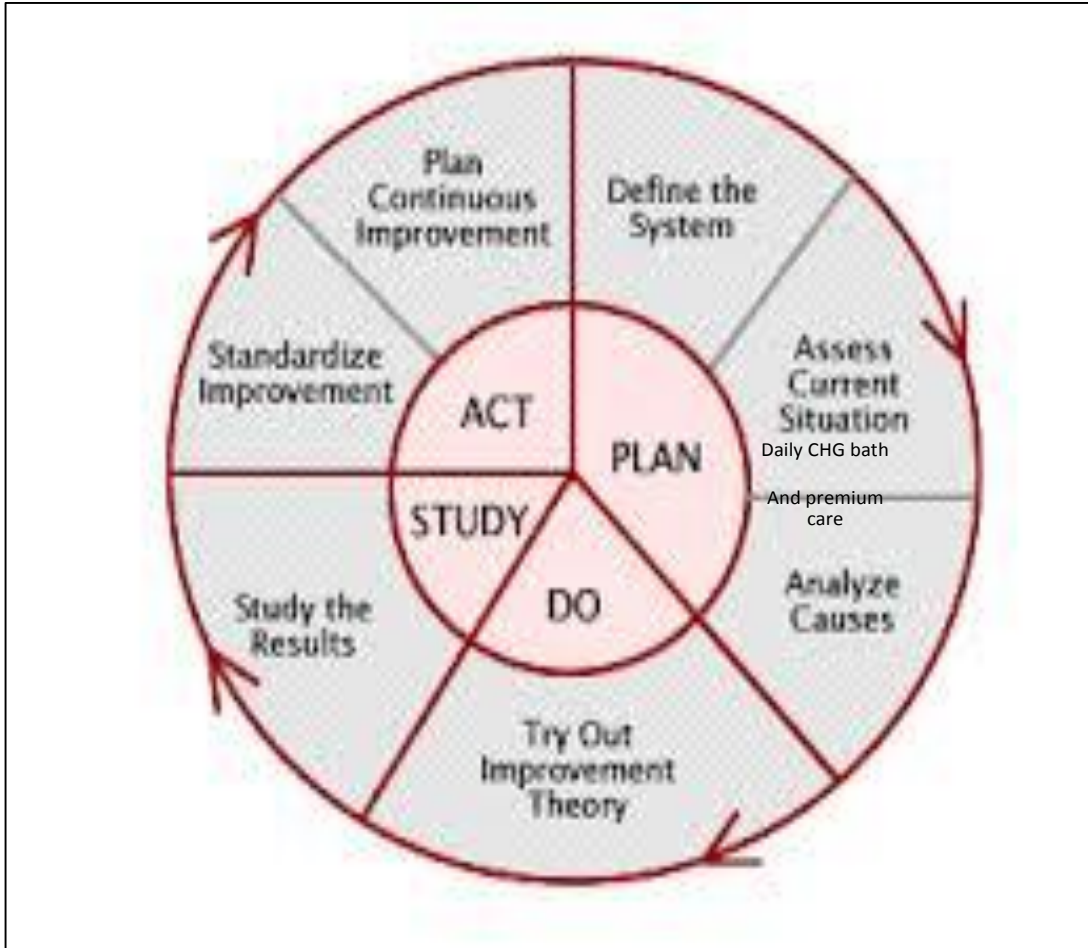 Plan
Continuous
Improvement
Define the
System
Standardize
Improvement
Assess
Current
Situation
Daily CHG bath
And premium
care
ACT
PLAN
STUDY
DO
Analyze
Causes
Study the
Results
Try Out
Improvement
Theory